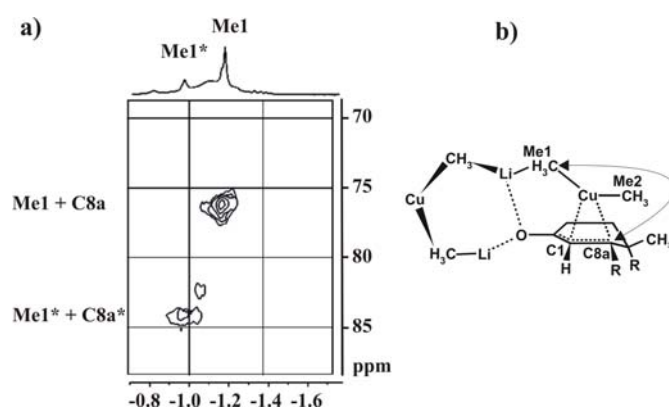 a)
Me1* Me1
70
75
80
85
ppm
Me1 + C8a
Me1* + C8a*
-0.8 -1.0 -1.2 -1.4 -1.6
b)
Me1
CH₃ Li H₃C
Me2
Cu Cu CH₃
O
H₃C Li C1 C8a CH₃
H R R